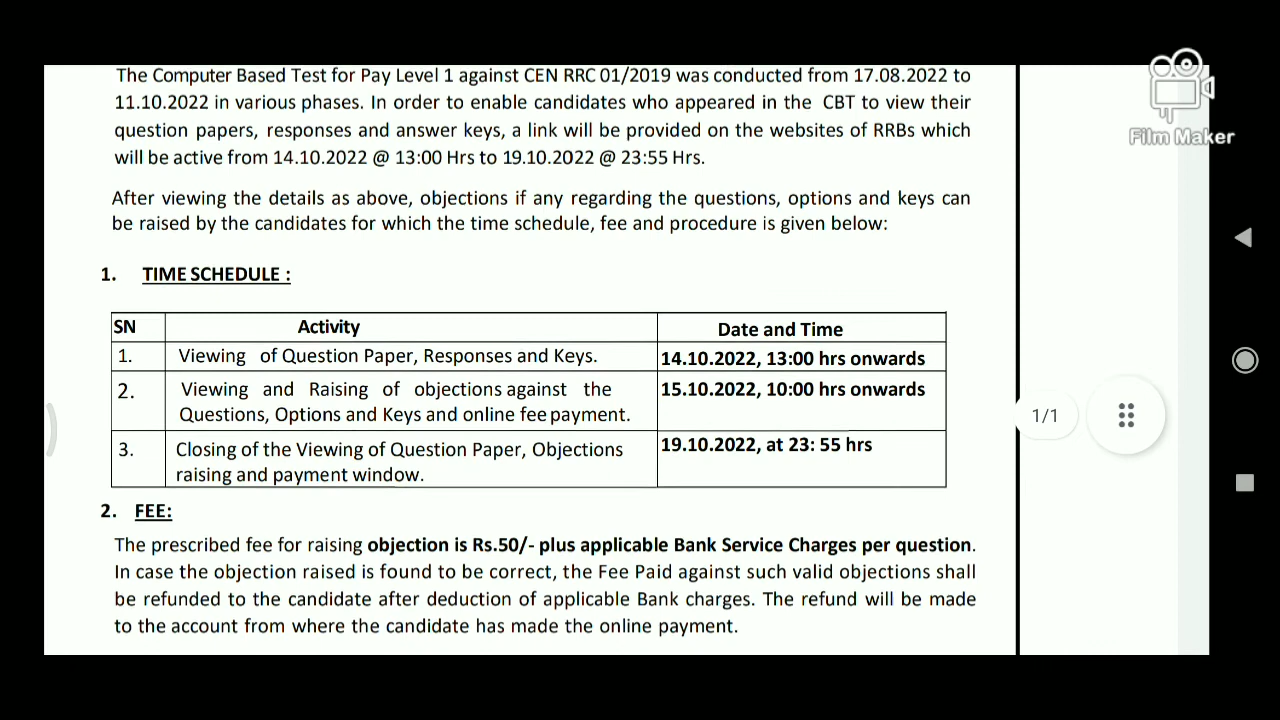 The Computer Based Test for Pay Level 1 against CEN RRC 01/2019 was conducted from 17.08.2022 to
11.10.2022 in various phases. In order to enable candidates who appeared in the CBT to view their
question papers, responses and answer keys, a link will be provided on the websites of RRBs which
will be active from 14.10.2022 @ 13:00 Hrs to 19.10.2022 @ 23:55 Hrs.
After viewing the details as above, objections if any regarding the questions, options and keys can
be raised by the candidates for which the time schedule, fee and procedure is given below:
1. TIME SCHEDULE :
SN Activity Date and Time
1. Viewing of Question Paper, Responses and Keys. 14.10.2022, 13:00 hrs onwards
2. Viewing and Raising of objections against the 15.10.2022, 10:00 hrs onwards
Questions, Options and Keys and online fee payment.
3. Closing of the Viewing of Question Paper, Objections 19.10.2022, at 23: 55 hrs
raising and payment window.
2. FEE:
The prescribed fee for raising objection is Rs.50/- plus applicable Bank Service Charges per question.
In case the objection raised is found to be correct, the Fee Paid against such valid objections shall
be refunded to the candidate after deduction of applicable Bank charges. The refund will be made
to the account from where the candidate has made the online payment.
Film Maker
1/1